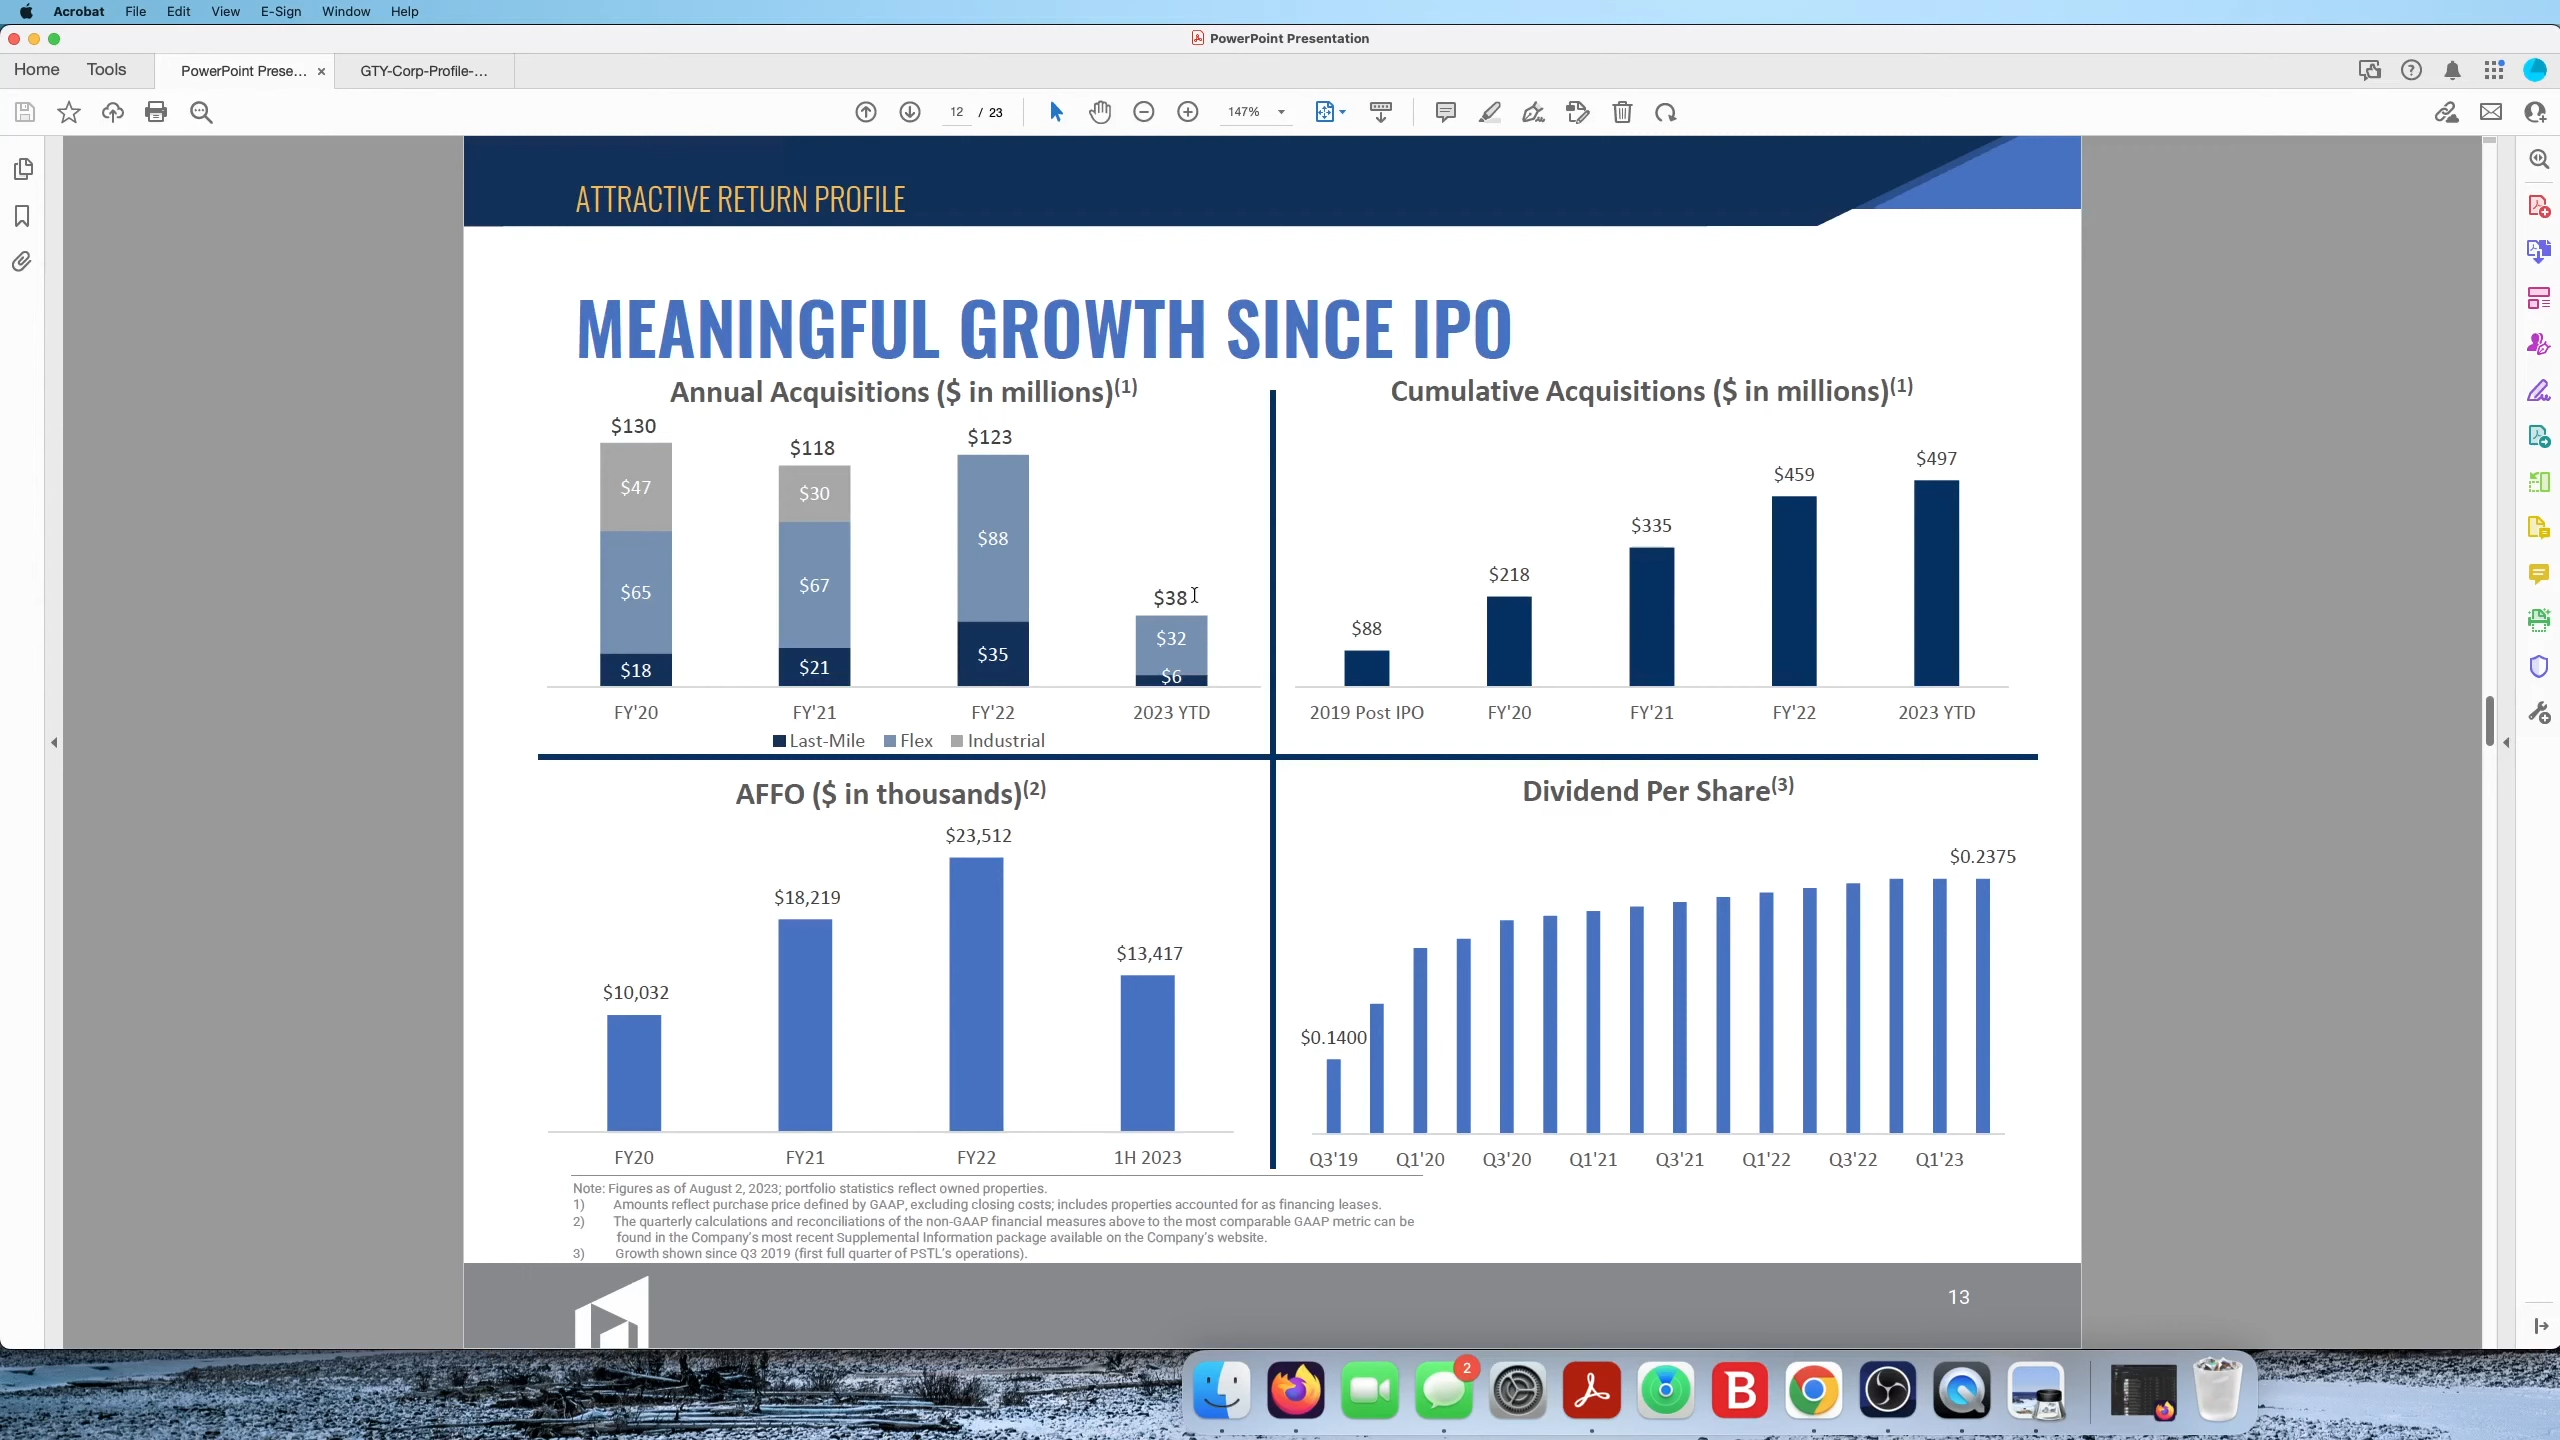 Acrobat File Edit View E-Sign Window Help
PowerPoint Presentation
Home Tools PowerPoint Prese... × GTY-Corp-Profile-...
12 / 23 147%
ATTRACTIVE RETURN PROFILE
MEANINGFUL GROWTH SINCE IPO
Annual Acquisitions ($ in millions)(1)
$130
$118
$123
$47
$30
$88
$38
$65
$67
$32
$18
$21
$35
$6
FY'20 FY'21 FY'22 2023 YTD
Last-Mile Flex Industrial
Cumulative Acquisitions ($ in millions)(1)
$88
$218
$335
$459
$497
2019 Post IPO FY'20 FY'21 FY'22 2023 YTD
AFFO ($ in thousands)(2)
$10,032
$18,219
$23,512
$13,417
FY20 FY21 FY22 1H 2023
Dividend Per Share(3)
$0.1400
$0.2375
Q3'19 Q1'20 Q3'20 Q1'21 Q3'21 Q1'22 Q3'22 Q1'23
Note: Figures as of August 2, 2023; portfolio statistics reflect owned properties.
1) Amounts reflect purchase price defined by GAAP, excluding closing costs; includes properties accounted for as financing leases.
2) The quarterly calculations and reconciliations of the non-GAAP financial measures above to the most comparable GAAP metric can be
found in the Company's most recent Supplemental Information package available on the Company's website.
3) Growth shown since Q3 2019 (first full quarter of PSTL's operations).
13
2
B